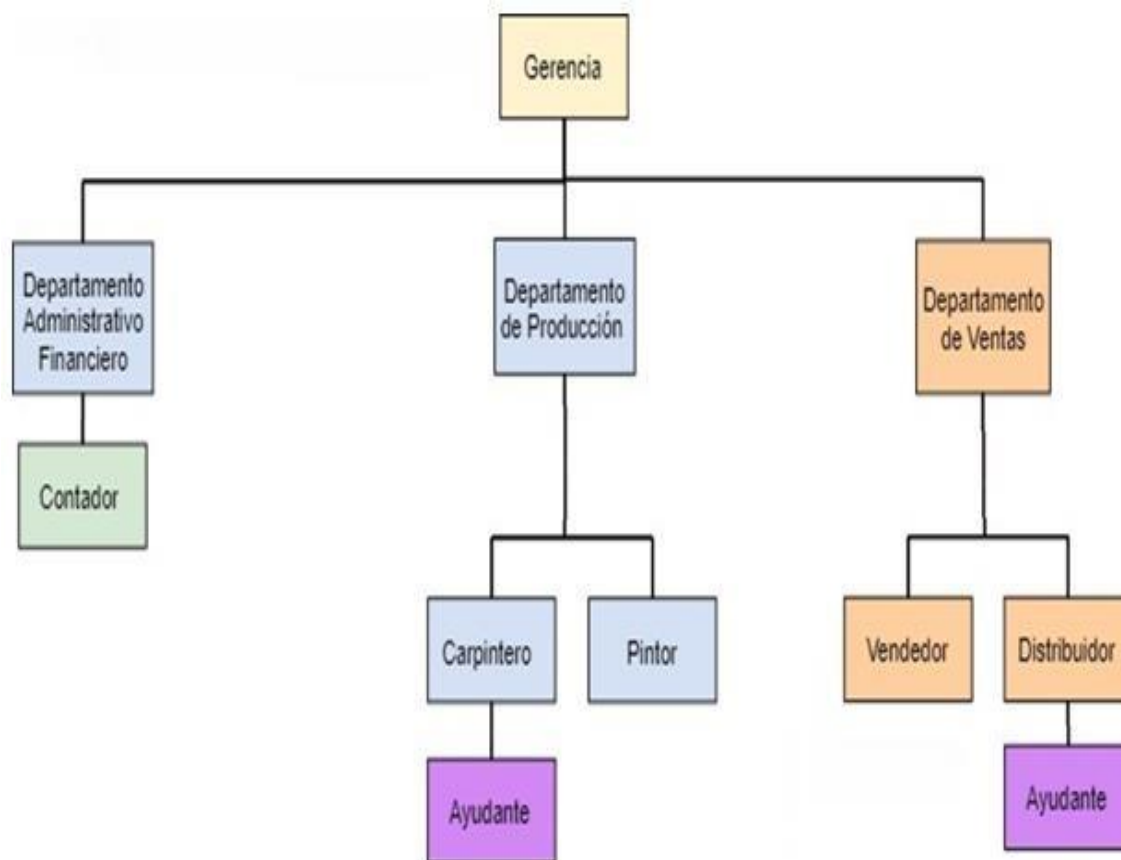 Gerencia
Departamento
Administrativo
Financiero
Departamento
de Producción
Departamento
de Ventas
Contador
Carpintero
Pintor
Vendedor
Distribuidor
Ayudante
Ayudante